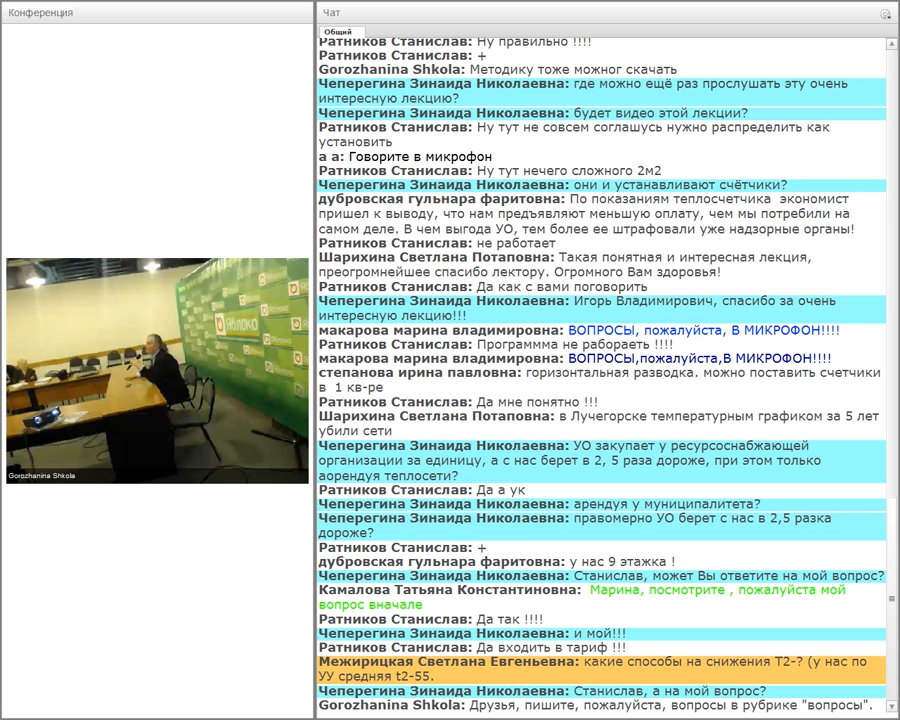 Конференция
Чат
Общий
Ратников Станислав: Ну правильно !!!!
Ратников Станислав: +
Gorozhanina Shkola: Методику тоже можног скачать
Чеперегина Зинаида Николаевна: где можно ещё раз прослушать эту очень
интересную лекцию?
Чеперегина Зинаида Николаевна: будет видео этой лекции?
Ратников Станислав: Ну тут не совсем соглашусь нужно распределить как
установить
а а: Говорите в микрофон
Ратников Станислав: Ну тут нечего сложного 2м2
Чеперегина Зинаида Николаевна: они и устанавливают счётчики?
дубровская гульнара фаритовна: По показаниям теплосчетчика экономист
пришел к выводу, что нам предъявляют меньшую оплату, чем мы потребили на
самом деле. В чем выгода УО, тем более ее штрафовали уже надзорные органы!
Ратников Станислав: не работает
Шарихина Светлана Потаповна: Такая понятная и интересная лекция,
преогромнейшее спасибо лектору. Огромного Вам здоровья!
Ратников Станислав: Да как с вами поговорить
Чеперегина Зинаида Николаевна: Игорь Владимирович, спасибо за очень
интересную лекцию!!!
макарова марина владимировна: ВОПРОСЫ, пожалуйста, В МИКРОФОН!!!!
Ратников Станислав: Программма не рабораеть !!!!
макарова марина владимировна: ВОПРОСЫ,пожалуйста,В МИКРОФОН!!!!
степанова ирина павловна: горизонтальная разводка. можно поставить счетчики
в 1 кв-ре
Ратников Станислав: Да мне понятно !!!
Шарихина Светлана Потаповна: в Лучегорске температурным графиком за 5 лет
убили сети
Чеперегина Зинаида Николаевна: УО закупает у ресурсоснабжающей
организации за единицу, а с нас берет в 2, 5 раза дороже, при этом только
аорендуя теплосети?
Ратников Станислав: Да а ук
Чеперегина Зинаида Николаевна: арендуя у муниципалитета?
Чеперегина Зинаида Николаевна: правомерно УО берет с нас в 2,5 разка
дороже?
Ратников Станислав: +
дубровская гульнара фаритовна: у нас 9 этажка !
Чеперегина Зинаида Николаевна: Станислав, может Вы ответите на мой вопрос?
Камалова Татьяна Константиновна: Марина, посмотрите , пожалуйста мой
вопрос вначале
Ратников Станислав: Да так !!!!
Чеперегина Зинаида Николаевна: и мой!!!
Ратников Станислав: Да входить в тариф !!!
Межирицкая Светлана Евгеньевна: какие способы на снижения Т2-? (у нас по
УУ средняя t2-55.
Чеперегина Зинаида Николаевна: Станислав, а на мой вопрос?
Gorozhanina Shkola: Друзья, пишите, пожалуйста, вопросы в рубрике "вопросы".
Яблоко
Gorozhanina Shkola